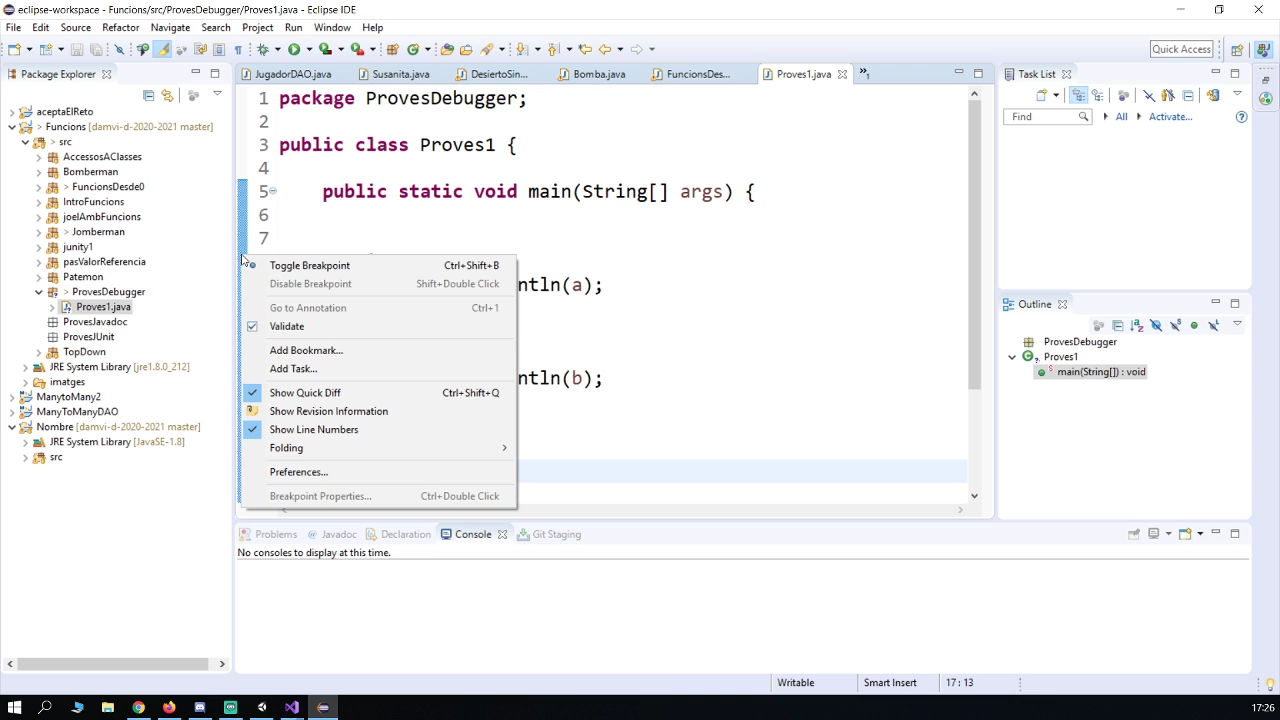 eclipse-workspace - Funcions/src/ProvesDebugger/Proves1.java - Eclipse IDE
File Edit Source Refactor Navigate Search Project Run Window Help
Quick Access
Package Explorer
aceptaElReto
> Funcions [damvi-d-2020-2021 master]
> src
AccessosAClasses
Bomberman
> FuncionsDesde0
IntroFuncions
joelAmbFuncions
> Jomberman
junity1
pasValorReferencia
Patemon
> ProvesDebugger
Proves1.java
ProvesJavadoc
ProvesJUnit
TopDown
JRE System Library [jre1.8.0_212]
imatges
ManytoMany2
ManyToManyDAO
Nombre [damvi-d-2020-2021 master]
JRE System Library [JavaSE-1.8]
src
JugadorDAO.java Susanita.java DesiertoSin... Bomba.java FuncionsDes... Proves1.java »1
1 package ProvesDebugger;
2
3 public class Proves1 {
4
5 public static void main(String[] args) {
6
7
ntln(a);
ntln(b);
Toggle Breakpoint Ctrl+Shift+B
Disable Breakpoint Shift+Double Click
Go to Annotation Ctrl+1
Validate
Add Bookmark...
Add Task...
Show Quick Diff Ctrl+Shift+Q
Show Revision Information
Show Line Numbers
Folding
Preferences...
Breakpoint Properties... Ctrl+Double Click
Task List
Find All Activate...
Outline
ProvesDebugger
Proves1
main(String[]) : void
Problems Javadoc Declaration Console Git Staging
No consoles to display at this time.
Writable Smart Insert 17 : 13
17:26